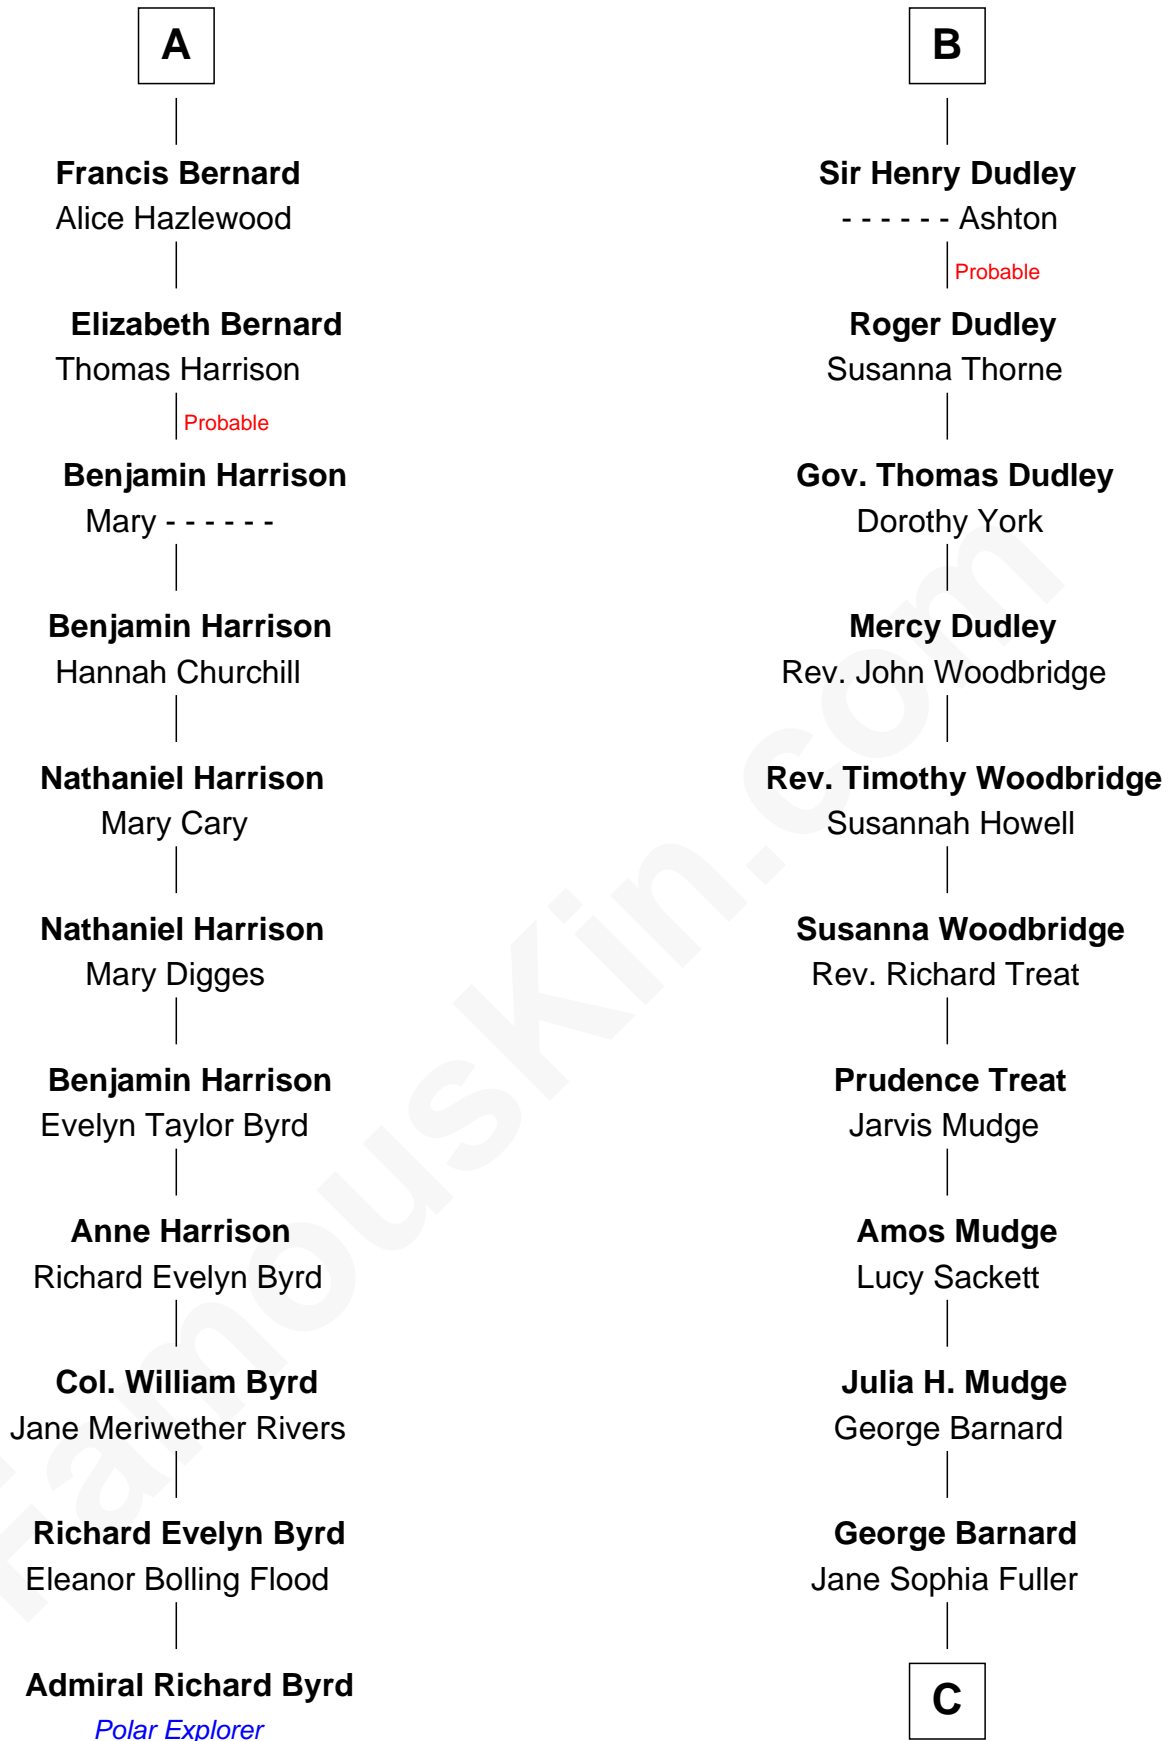 A
Francis Bernard
Alice Hazlewood
Elizabeth Bernard
Thomas Harrison
Probable
Benjamin Harrison
Mary - - - - - -
Benjamin Harrison
Hannah Churchill
Nathaniel Harrison
Mary Cary
Nathaniel Harrison
Mary Digges
Benjamin Harrison
Evelyn Taylor Byrd
Anne Harrison
Richard Evelyn Byrd
Col. William Byrd
Jane Meriwether Rivers
Richard Evelyn Byrd
Eleanor Bolling Flood
Admiral Richard Byrd
Polar Explorer
B
Sir Henry Dudley
- - - - - - Ashton
Probable
Roger Dudley
Susanna Thorne
Gov. Thomas Dudley
Dorothy York
Mercy Dudley
Rev. John Woodbridge
Rev. Timothy Woodbridge
Susannah Howell
Susanna Woodbridge
Rev. Richard Treat
Prudence Treat
Jarvis Mudge
Amos Mudge
Lucy Sackett
Julia H. Mudge
George Barnard
George Barnard
Jane Sophia Fuller
C
FamousKin.com